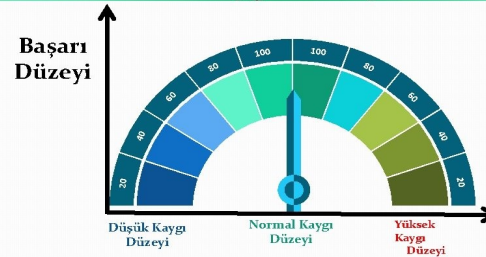 Başarı
Düzeyi
20
40
60
80
100
100
80
60
40
20
Düşük Kaygı
Düzeyi
Normal Kaygı
Düzeyi
Yüksek
Kaygı
Düzeyi